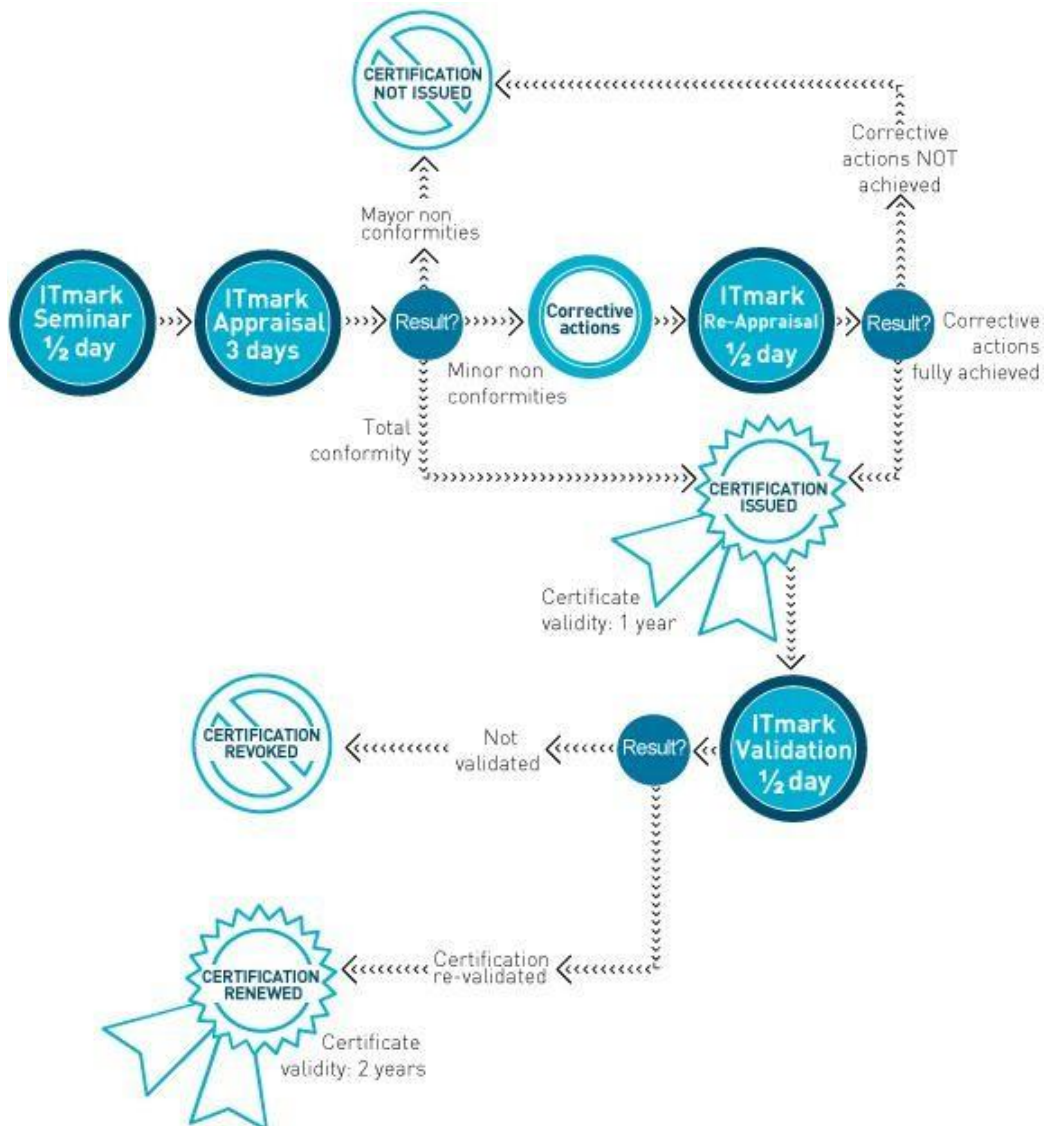 CERTIFICATION
NOT ISSUED
Corrective
actions NOT
achieved
Mayor non
conformities
ITmark
Seminar
½ day
ITmark
Appraisal
3 days
Result?
Corrective
actions
ITmark
Re-Appraisal
½ day
Result?
Corrective
actions
fully achieved
Minor non
conformities
Total
conformity
CERTIFICATION
ISSUED
Certificate
validity: 1 year
ITmark
Validation
½ day
Result?
Not
validated
CERTIFICATION
REVOKED
Certification
re-validated
CERTIFICATION
RENEWED
Certificate
validity: 2 years